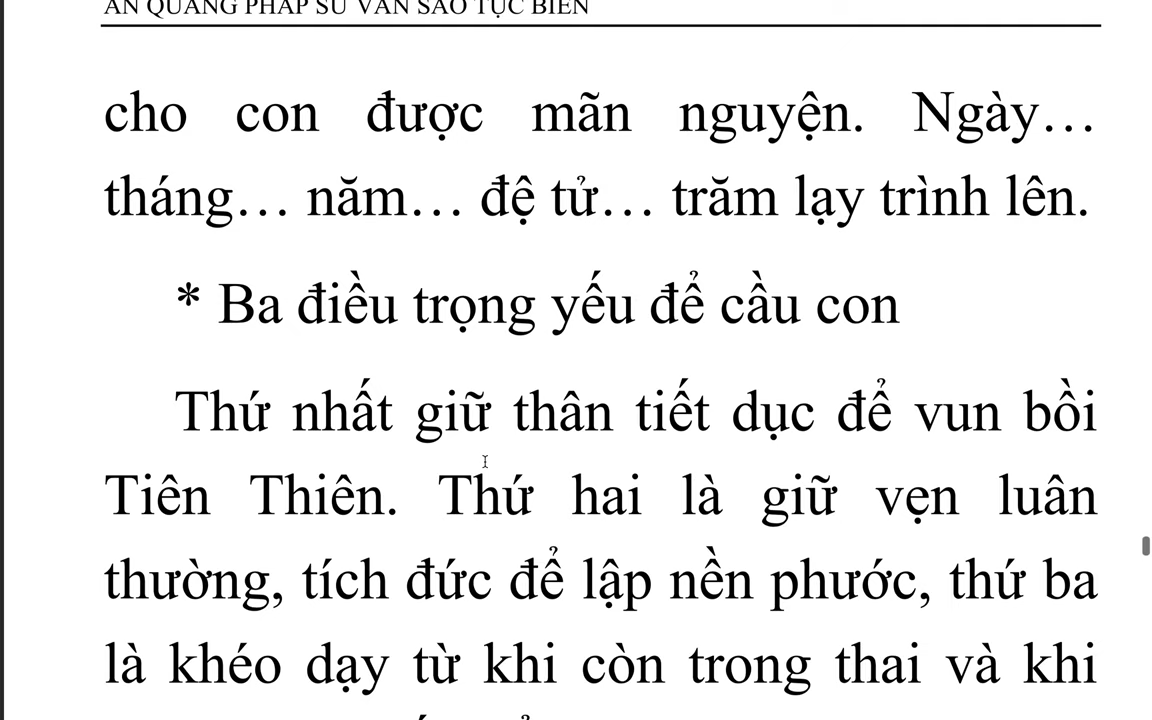 ẤN QUANG PHÁP SƯ VĂN SAO TỤC BIÊN
cho con được mãn nguyện. Ngày…
tháng… năm… đệ tử… trăm lạy trình lên.
* Ba điều trọng yếu để cầu con
Thứ nhất giữ thân tiết dục để vun bồi
Tiên Thiên. Thứ hai là giữ vẹn luân
thường, tích đức để lập nền phước, thứ ba
là khéo dạy từ khi còn trong thai và khi